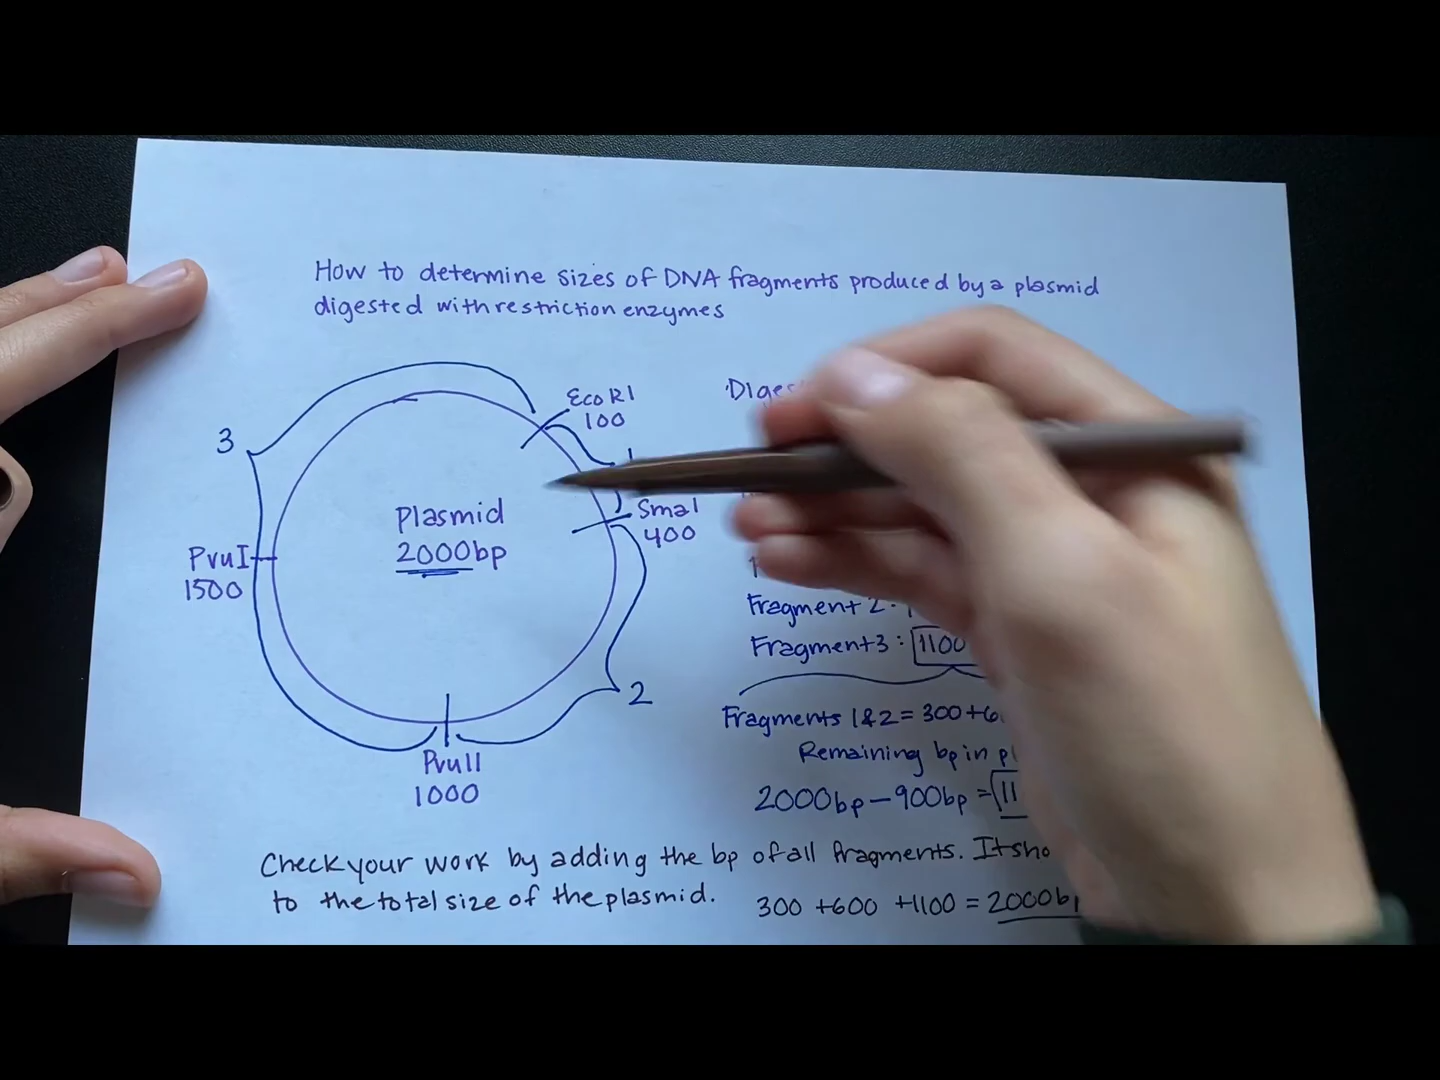 How to determine sizes of DNA fragments produced by a plasmid
digested with restriction enzymes
EcoRI
100
3
Plasmid
2000bp
SmaI
400
PvuI
1500
2
PvuII
1000
Fragment 2:
Fragment 3: 1100
Fragments 1&2 = 300+6
Remaining bp in
2000bp - 900bp = 11
Check your work by adding the bp of all fragments. It
to the total size of the plasmid.
300 +600 +1100 = 2000b